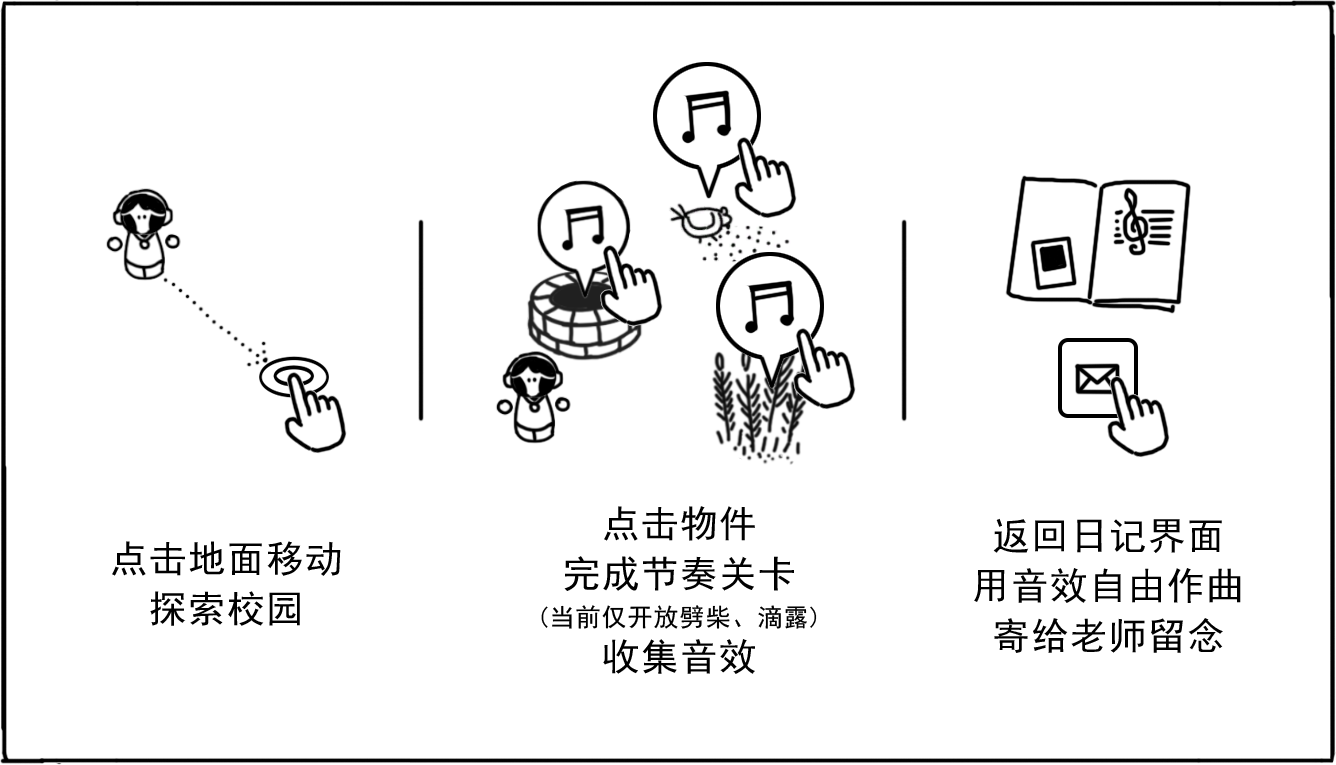 点击地面移动
探索校园
点击物件
完成节奏关卡
（当前仅开放劈柴、滴露）
收集音效
返回日记界面
用音效自由作曲
寄给老师留念